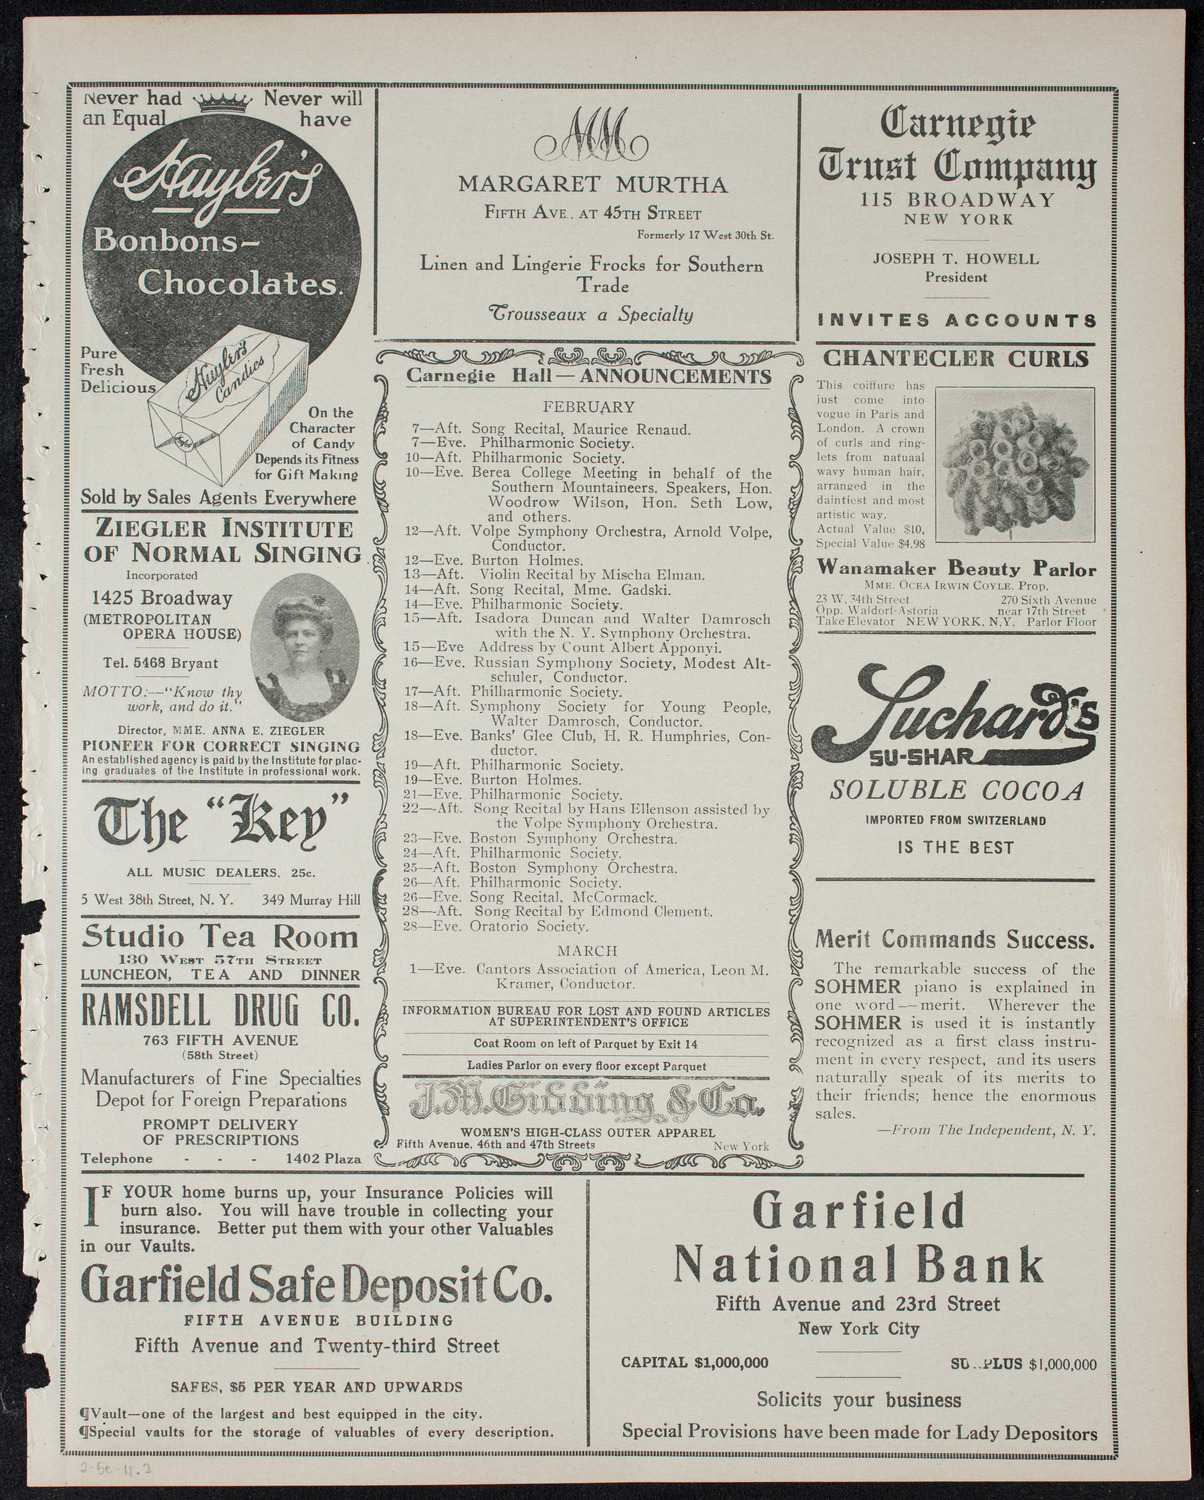 Never had Never will
an Equal have
Huyler's
Bonbons–
Chocolates.
Pure
Fresh
Delicious
Huyler's
Candies
On the
Character
of Candy
Depends its Fitness
for Gift Making
Sold by Sales Agents Everywhere
ZIEGLER INSTITUTE
OF NORMAL SINGING
Incorporated
1425 Broadway
(METROPOLITAN
OPERA HOUSE)
Tel. 5468 Bryant
MOTTO:—"Know thy
work, and do it."
Director, MME. ANNA E. ZIEGLER
PIONEER FOR CORRECT SINGING
An established agency is paid by the Institute for plac-
ing graduates of the Institute in professional work.
The "Key"
ALL MUSIC DEALERS. 25c.
5 West 38th Street, N. Y. 349 Murray Hill
Studio Tea Room
130 WEST 57TH STREET
LUNCHEON, TEA AND DINNER
RAMSDELL DRUG CO.
763 FIFTH AVENUE
(58th Street)
Manufacturers of Fine Specialties
Depot for Foreign Preparations
PROMPT DELIVERY
OF PRESCRIPTIONS
Telephone - - - 1402 Plaza
MM
MARGARET MURTHA
FIFTH AVE. AT 45TH STREET
Formerly 17 West 30th St.
Linen and Lingerie Frocks for Southern
Trade
Trousseaux a Specialty
Carnegie Hall—ANNOUNCEMENTS
FEBRUARY
7—Aft. Song Recital, Maurice Renaud.
7—Eve. Philharmonic Society.
10—Aft. Philharmonic Society.
10—Eve. Berea College Meeting in behalf of the
Southern Mountaineers. Speakers, Hon.
Woodrow Wilson, Hon. Seth Low,
and others.
12—Aft. Volpe Symphony Orchestra, Arnold Volpe,
Conductor.
12—Eve. Burton Holmes.
13—Aft. Violin Recital by Mischa Elman.
14—Aft. Song Recital, Mme. Gadski.
14—Eve. Philharmonic Society.
15—Aft. Isadora Duncan and Walter Damrosch
with the N. Y. Symphony Orchestra.
15—Eve Address by Count Albert Apponyi.
16—Eve. Russian Symphony Society, Modest Alt-
schuler, Conductor.
17—Aft. Philharmonic Society.
18—Aft. Symphony Society for Young People,
Walter Damrosch, Conductor.
18—Eve. Banks' Glee Club, H. R. Humphries, Con-
ductor.
19—Aft. Philharmonic Society.
19—Eve. Burton Holmes.
21—Eve. Philharmonic Society.
22—Aft. Song Recital by Hans Ellenson assisted by
the Volpe Symphony Orchestra.
23—Eve. Boston Symphony Orchestra.
24—Aft. Philharmonic Society.
25—Aft. Boston Symphony Orchestra.
26—Aft. Philharmonic Society.
26—Eve. Song Recital, McCormack.
28—Aft. Song Recital by Edmond Clement.
28—Eve. Oratorio Society.
MARCH
1—Eve. Cantors Association of America, Leon M.
Kramer, Conductor.
INFORMATION BUREAU FOR LOST AND FOUND ARTICLES
AT SUPERINTENDENT'S OFFICE
Coat Room on left of Parquet by Exit 14
Ladies Parlor on every floor except Parquet
J.M. Gidding & Co.
WOMEN'S HIGH-CLASS OUTER APPAREL
Fifth Avenue, 46th and 47th Streets New York
Carnegie
Trust Company
115 BROADWAY
NEW YORK
JOSEPH T. HOWELL
President
INVITES ACCOUNTS
CHANTECLER CURLS
This coiffure has
just come into
vogue in Paris and
London. A crown
of curls and ring-
lets from natuaal
wavy human hair,
arranged in the
daintiest and most
artistic way.
Actual Value $10,
Special Value $4.98
Wanamaker Beauty Parlor
MME. OCEA IRWIN COYLE, Prop.
23 W. 34th Street 270 Sixth Avenue
Opp. Waldorf-Astoria near 17th Street
Take Elevator NEW YORK, N.Y. Parlor Floor
Suchard's
SU-SHAR
SOLUBLE COCOA
IMPORTED FROM SWITZERLAND
IS THE BEST
Merit Commands Success.
The remarkable success of the
SOHMER piano is explained in
one word—merit. Wherever the
SOHMER is used it is instantly
recognized as a first class instru-
ment in every respect, and its users
naturally speak of its merits to
their friends; hence the enormous
sales.
—From The Independent, N. Y.
IF YOUR home burns up, your Insurance Policies will
burn also. You will have trouble in collecting your
insurance. Better put them with your other Valuables
in our Vaults.
Garfield Safe Deposit Co.
FIFTH AVENUE BUILDING
Fifth Avenue and Twenty-third Street
SAFES, $5 PER YEAR AND UPWARDS
¶Vault—one of the largest and best equipped in the city.
¶Special vaults for the storage of valuables of every description.
Garfield
National Bank
Fifth Avenue and 23rd Street
New York City
CAPITAL $1,000,000 SU..PLUS $1,000,000
Solicits your business
Special Provisions have been made for Lady Depositors
2-5e-11.2